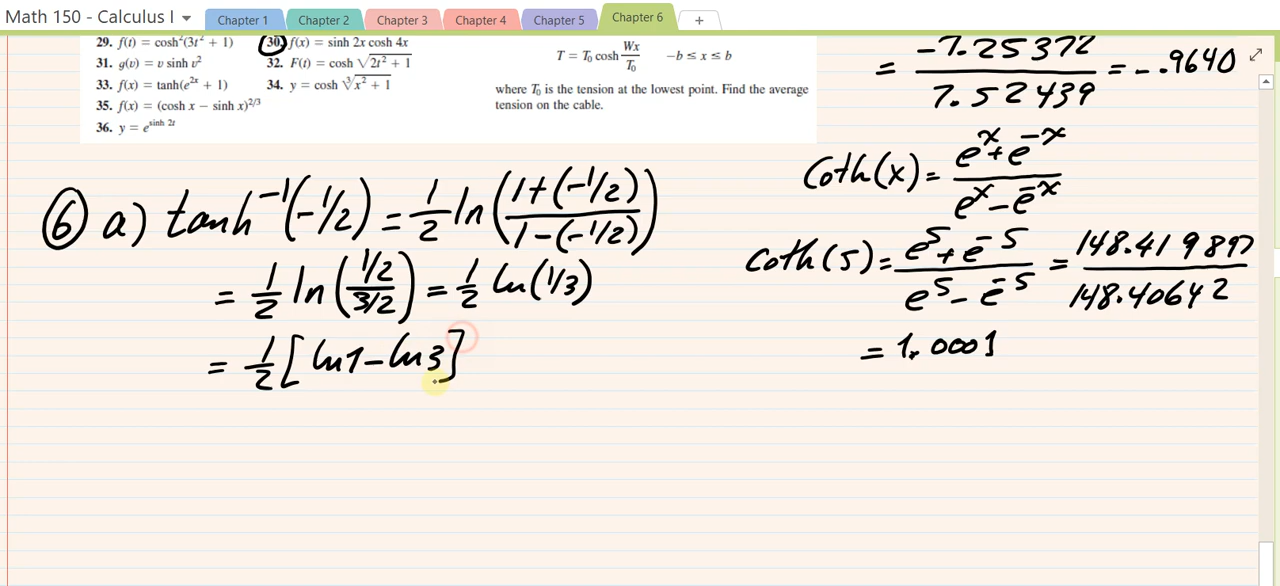 Math 150 - Calculus I
Chapter 1
Chapter 2
Chapter 3
Chapter 4
Chapter 5
Chapter 6
+
29. f(t) = cosh²(3t² + 1)
30. f(x) = sinh 2x cosh 4x
31. g(v) = v sinh v²
32. F(t) = cosh √(2t² + 1)
33. f(x) = tanh(e^(2x) + 1)
34. y = cosh ∛(x² + 1)
35. f(x) = (cosh x − sinh x)^(2/3)
36. y = e^(sinh 2t)
T = T₀ cosh Wx/T₀ −b ≤ x ≤ b
where T₀ is the tension at the lowest point. Find the average
tension on the cable.
⑥ a) tanh⁻¹(-1/2) = 1/2 ln((1+(-1/2))/(1-(-1/2)))
= 1/2 ln((1/2)/(3/2)) = 1/2 ln(1/3)
= 1/2 [ln1 - ln3]
= -7.25372/7.52439 = -.9640
Coth(x) = (e^x + e^-x)/(e^x - e^-x)
Coth(5) = (e^5 + e^-5)/(e^5 - e^-5) = 148.419897/148.40642
= 1.0001